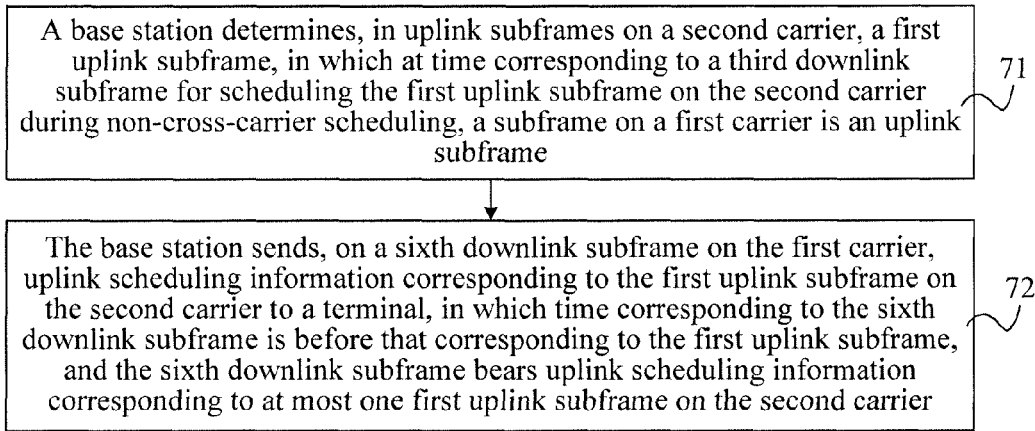 A base station determines, in uplink subframes on a second carrier, a first
uplink subframe, in which at time corresponding to a third downlink
subframe for scheduling the first uplink subframe on the second carrier
during non-cross-carrier scheduling, a subframe on a first carrier is an uplink
subframe
71
The base station sends, on a sixth downlink subframe on the first carrier,
uplink scheduling information corresponding to the first uplink subframe on
the second carrier to a terminal, in which time corresponding to the sixth
downlink subframe is before that corresponding to the first uplink subframe,
and the sixth downlink subframe bears uplink scheduling information
corresponding to at most one first uplink subframe on the second carrier
72